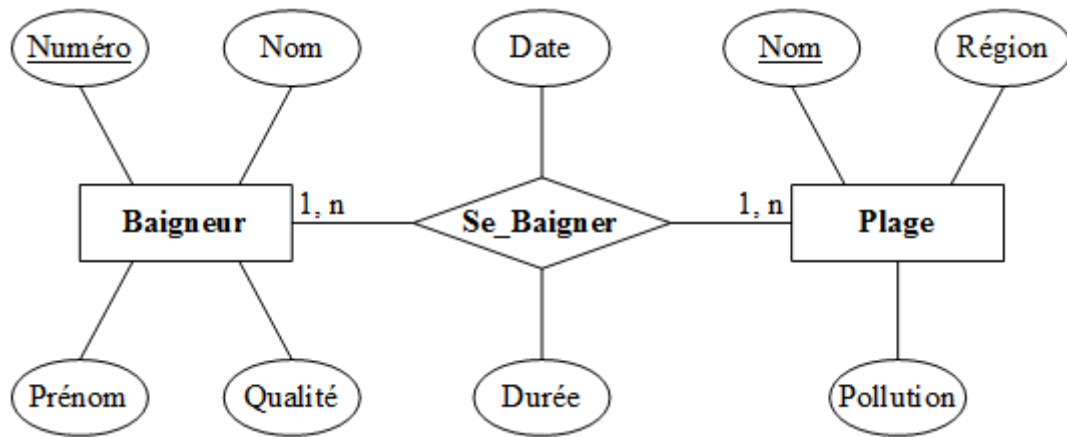 Numéro
Nom
Date
Nom
Région
Baigneur
1, n
Se_Baigner
1, n
Plage
Prénom
Qualité
Durée
Pollution